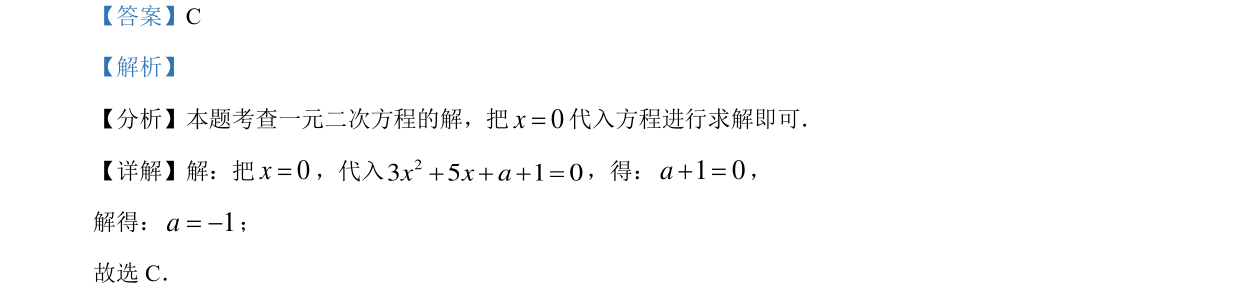 【答案】C
【解析】
【分析】本题考查一元二次方程的解，把 x=0 代入方程进行求解即可．
【详解】解：把 x=0，代入 3x²+5x+a+1=0，得：a+1=0，
解得：a=−1；
故选 C．